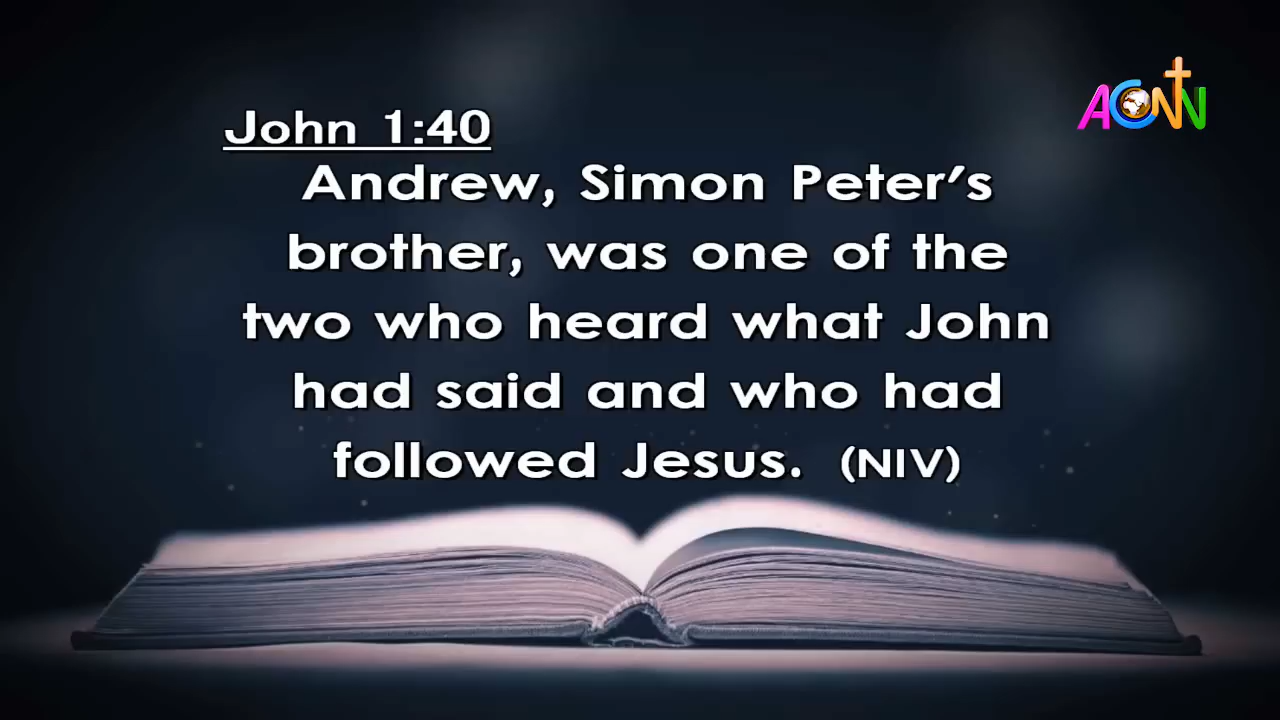 ACNN
John 1:40
Andrew, Simon Peter's
brother, was one of the
two who heard what John
had said and who had
followed Jesus. (NIV)